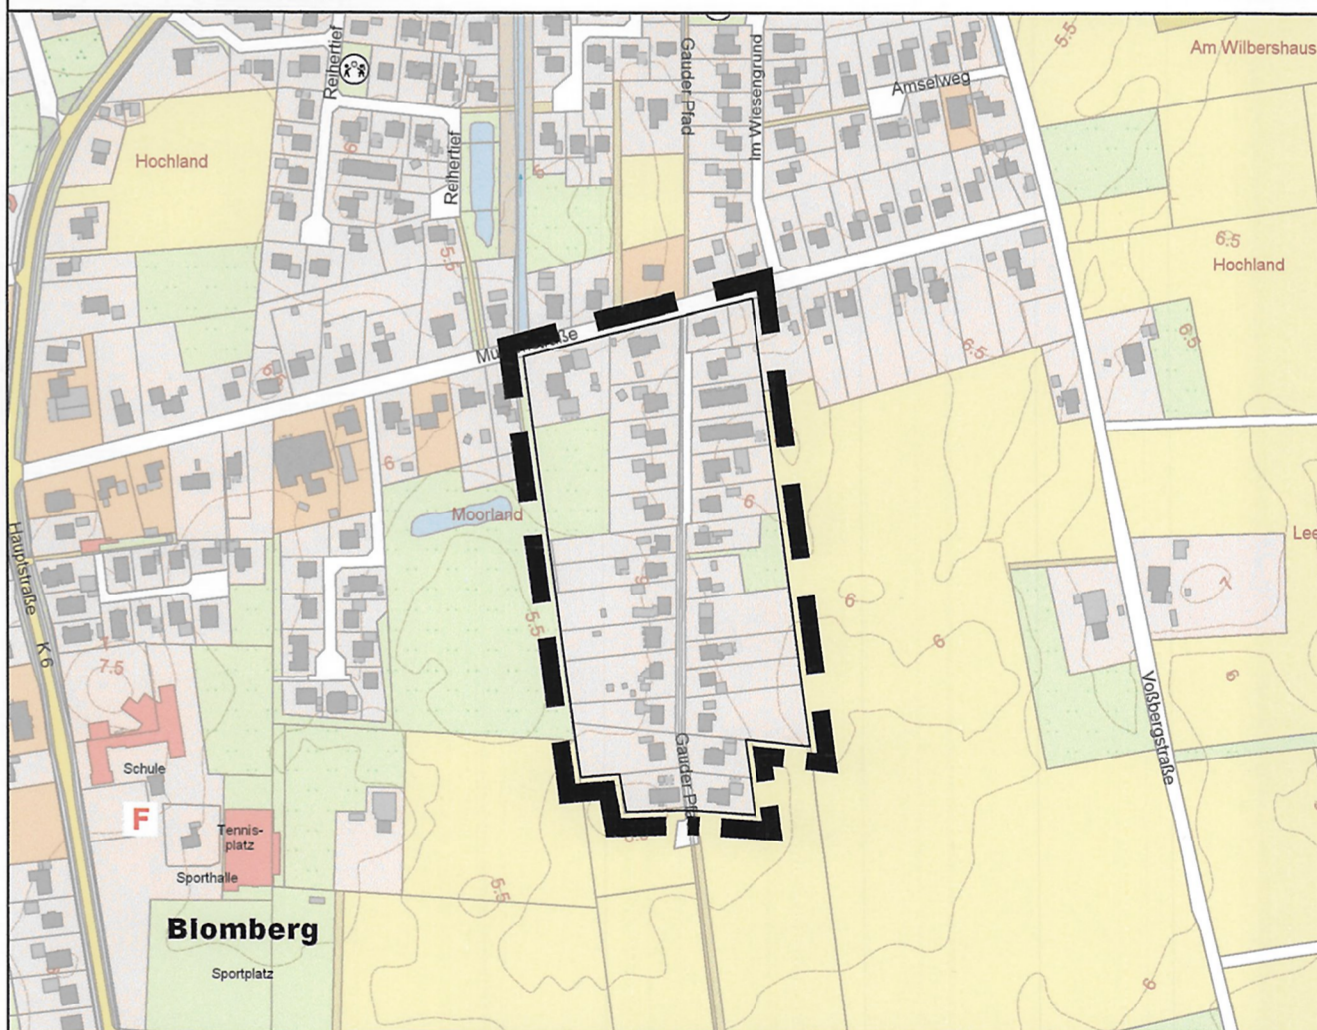 Am Wilbershaus
5.5
Reihertief
Gauder Pfad
Im Wiesengrund
Amselweg
Hochland
6
Reihertief
6
5.5
6.5
Hochland
6.5
6.5
6
Moorland
6
Hauptstraße
K 6
5.5
6
6
7
Lee
6
7
7.5
Voßbergstraße
Gauder
Schule
F
Tennis-
platz
Sporthalle
5.5
Blomberg
Sportplatz
6